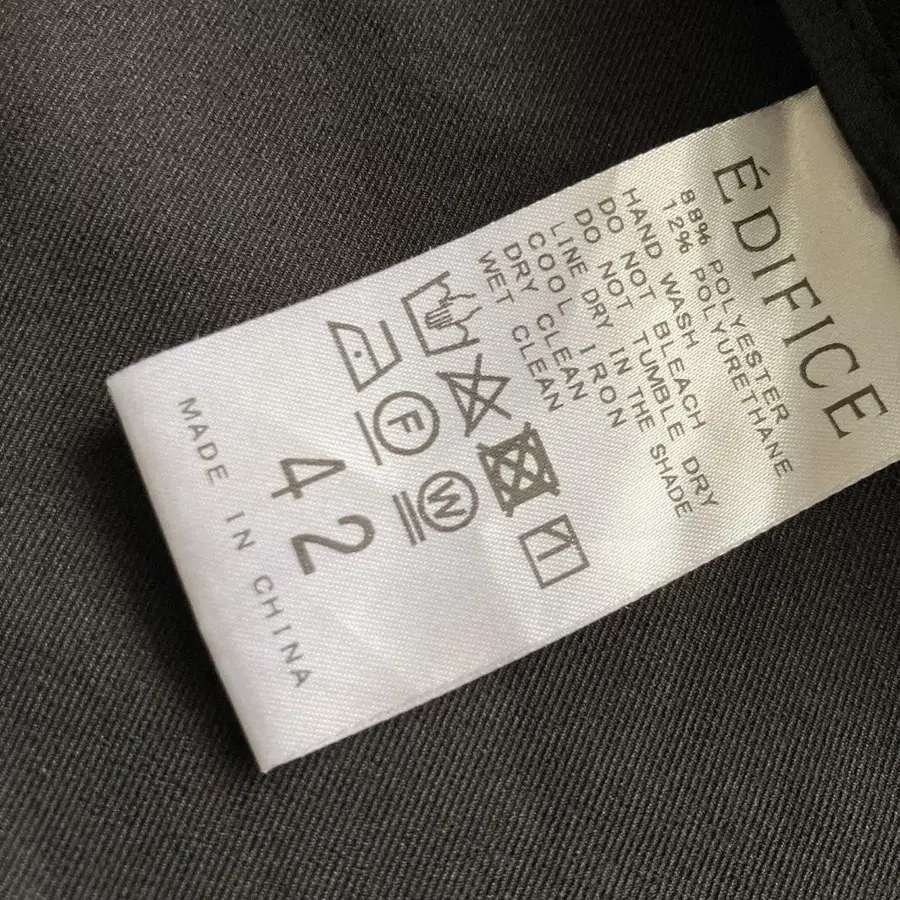 ÉDIFICE
88% POLYESTER
12% POLYURETHANE
HAND WASH
DO NOT BLEACH
DO NOT TUMBLE DRY
LINE DRY IN THE SHADE
COOL IRON
DRY CLEAN
WET CLEAN
F W
42
MADE IN CHINA